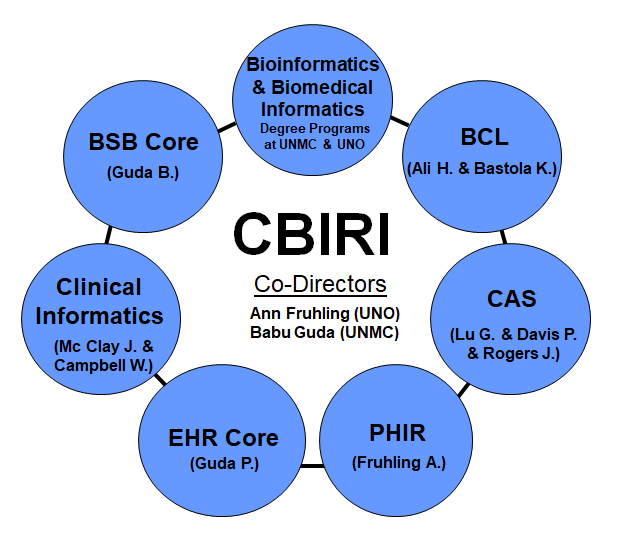 Bioinformatics
& Biomedical
Informatics
Degree Programs
at UNMC & UNO
BSB Core
(Guda B.)
BCL
(Ali H. & Bastola K.)
CBIRI
Co-Directors
Ann Fruhling (UNO)
Babu Guda (UNMC)
Clinical
Informatics
(Mc Clay J. &
Campbell W.)
CAS
(Lu G. & Davis P.
& Rogers J.)
EHR Core
(Guda P.)
PHIR
(Fruhling A.)